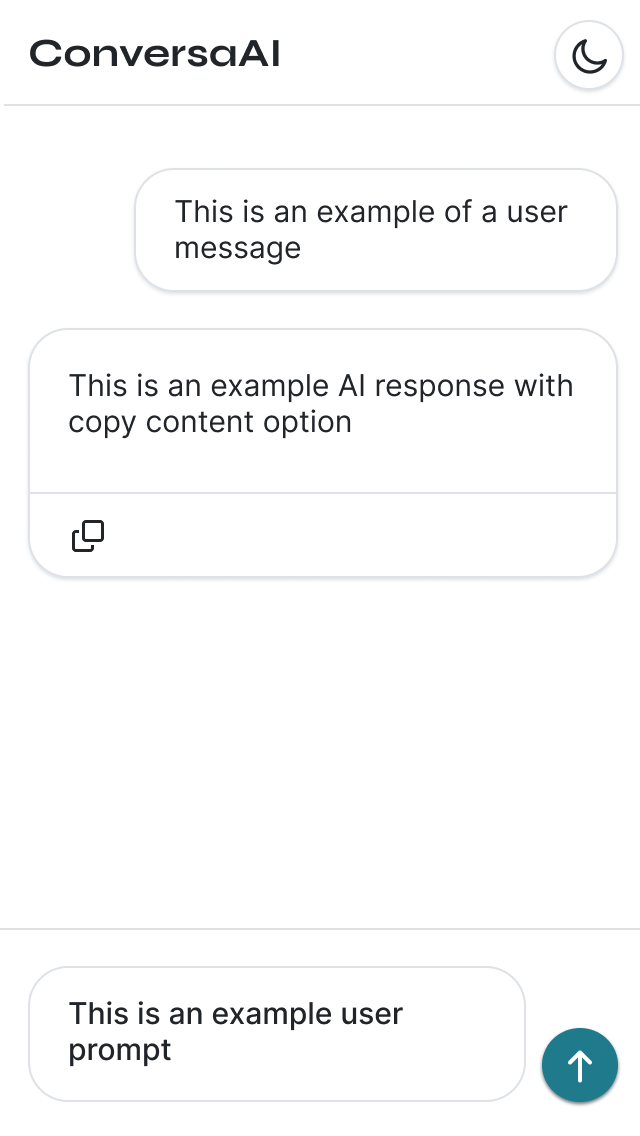 ConversaAI
This is an example of a user
message
This is an example AI response with
copy content option
This is an example user
prompt